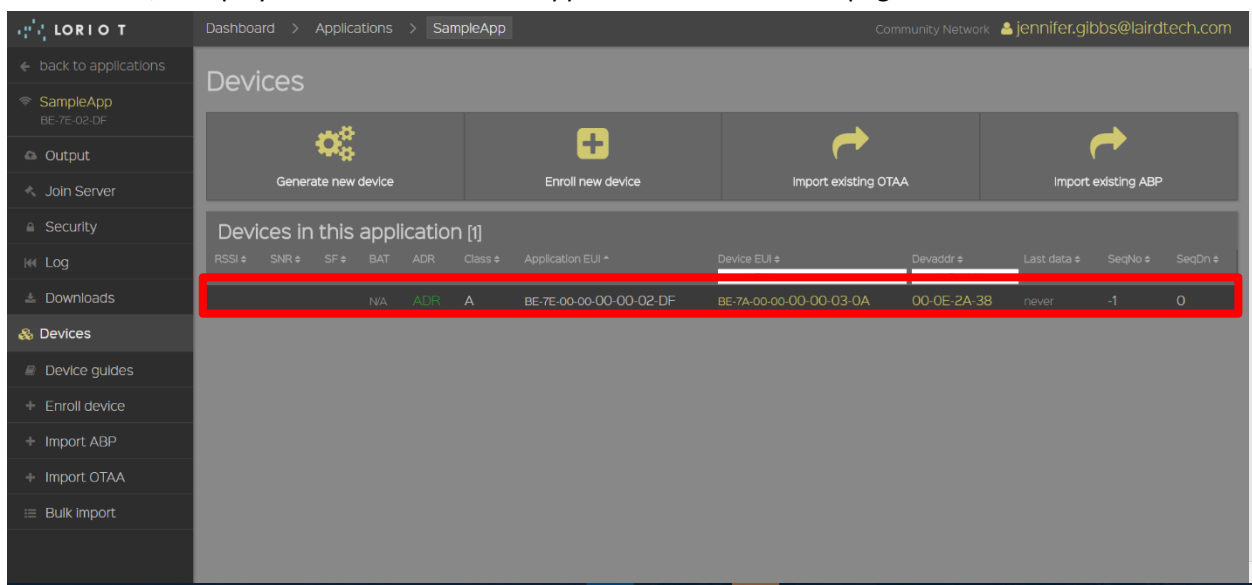 LORIOT
Dashboard > Applications > SampleApp
Community Network jennifer.gibbs@lairdtech.com
back to applications
SampleApp
BE-7E-02-DF
Output
Join Server
Security
Log
Downloads
Devices
Device guides
Enroll device
Import ABP
Import OTAA
Bulk import
Devices
Generate new device
Enroll new device
Import existing OTAA
Import existing ABP
Devices in this application [1]
RSSI SNR SF BAT ADR Class Application EUI Device EUI Devaddr Last data SeqNo SeqDn
N/A ADR A BE-7E-00-00-00-00-02-DF BE-7A-00-00-00-00-03-0A 00-0E-2A-38 never -1 0